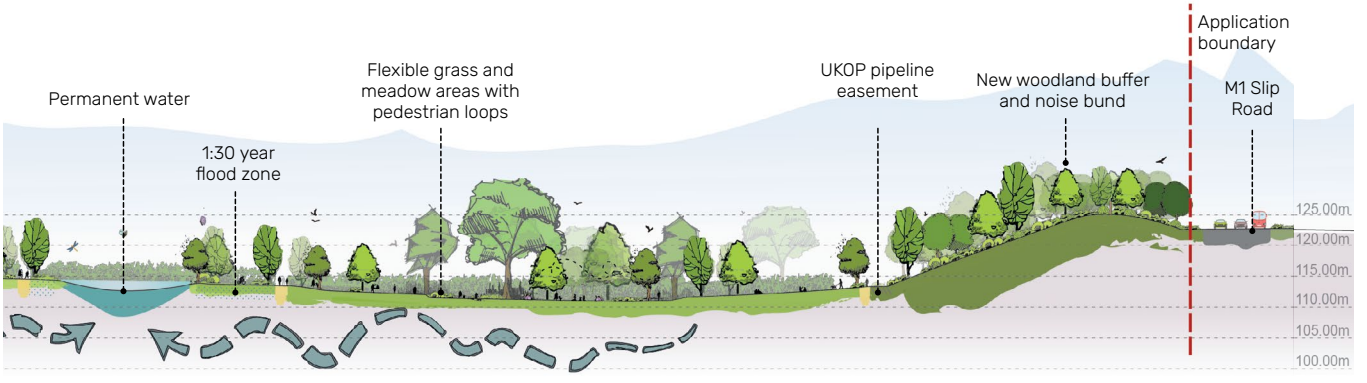 Permanent water
1:30 year
flood zone
Flexible grass and
meadow areas with
pedestrian loops
UKOP pipeline
easement
New woodland buffer
and noise bund
Application
boundary
M1 Slip
Road
125.00m
120.00m
115.00m
110.00m
105.00m
100.00m